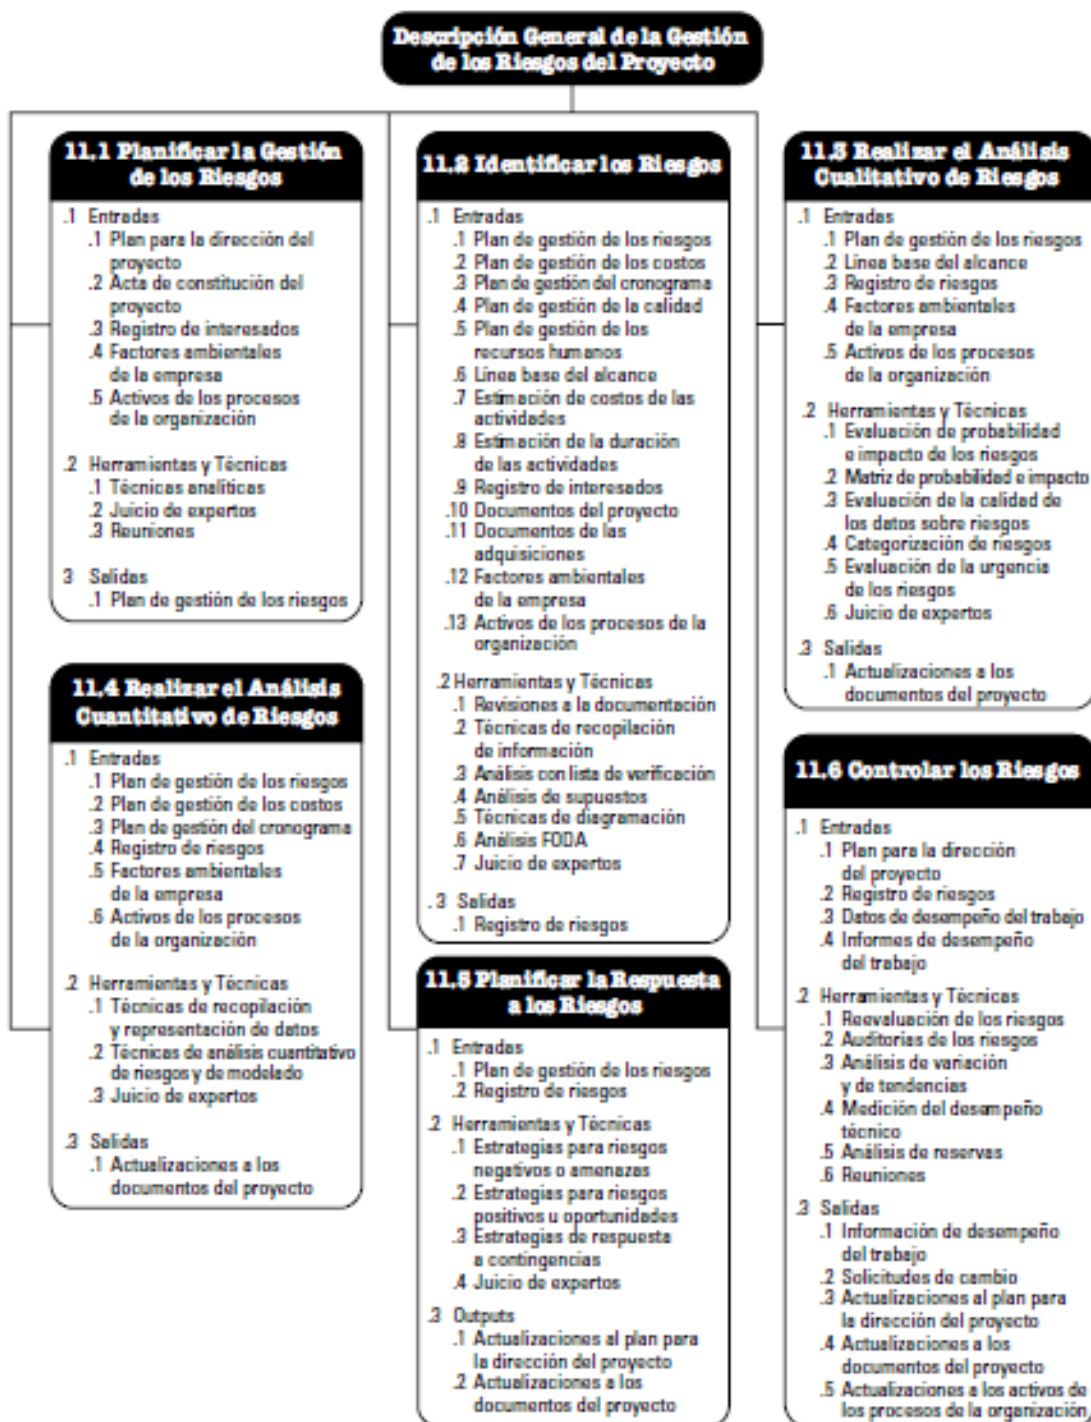 Descripción General de la Gestión
de los Riesgos del Proyecto
11.1 Planificar la Gestión
de los Riesgos
.1 Entradas
.1 Plan para la dirección del
proyecto
.2 Acta de constitución del
proyecto
.3 Registro de interesados
.4 Factores ambientales
de la empresa
.5 Activos de los procesos
de la organización
.2 Herramientas y Técnicas
.1 Técnicas analíticas
.2 Juicio de expertos
.3 Reuniones
3 Salidas
.1 Plan de gestión de los riesgos
11.2 Identificar los Riesgos
.1 Entradas
.1 Plan de gestión de los riesgos
.2 Plan de gestión de los costos
.3 Plan de gestión del cronograma
.4 Plan de gestión de la calidad
.5 Plan de gestión de los
recursos humanos
.6 Línea base del alcance
.7 Estimación de costos de las
actividades
.8 Estimación de la duración
de las actividades
.9 Registro de interesados
.10 Documentos del proyecto
.11 Documentos de las
adquisiciones
.12 Factores ambientales
de la empresa
.13 Activos de los procesos de la
organización
.2 Herramientas y Técnicas
.1 Revisiones a la documentación
.2 Técnicas de recopilación
de información
.3 Análisis con lista de verificación
.4 Análisis de supuestos
.5 Técnicas de diagramación
.6 Análisis FODA
.7 Juicio de expertos
. 3 Salidas
.1 Registro de riesgos
11.3 Realizar el Análisis
Cualitativo de Riesgos
.1 Entradas
.1 Plan de gestión de los riesgos
.2 Línea base del alcance
.3 Registro de riesgos
.4 Factores ambientales
de la empresa
.5 Activos de los procesos
de la organización
.2 Herramientas y Técnicas
.1 Evaluación de probabilidad
e impacto de los riesgos
.2 Matriz de probabilidad e impacto
.3 Evaluación de la calidad de
los datos sobre riesgos
.4 Categorización de riesgos
.5 Evaluación de la urgencia
de los riesgos
.6 Juicio de expertos
.3 Salidas
.1 Actualizaciones a los
documentos del proyecto
11.4 Realizar el Análisis
Cuantitativo de Riesgos
.1 Entradas
.1 Plan de gestión de los riesgos
.2 Plan de gestión de los costos
.3 Plan de gestión del cronograma
.4 Registro de riesgos
.5 Factores ambientales
de la empresa
.6 Activos de los procesos
de la organización
.2 Herramientas y Técnicas
.1 Técnicas de recopilación
y representación de datos
.2 Técnicas de análisis cuantitativo
de riesgos y de modelado
.3 Juicio de expertos
.3 Salidas
.1 Actualizaciones a los
documentos del proyecto
11.5 Planificar la Respuesta
a los Riesgos
.1 Entradas
.1 Plan de gestión de los riesgos
.2 Registro de riesgos
.2 Herramientas y Técnicas
.1 Estrategias para riesgos
negativos o amenazas
.2 Estrategias para riesgos
positivos u oportunidades
.3 Estrategias de respuesta
a contingencias
.4 Juicio de expertos
.3 Outputs
.1 Actualizaciones al plan para
la dirección del proyecto
.2 Actualizaciones a los
documentos del proyecto
11.6 Controlar los Riesgos
.1 Entradas
.1 Plan para la dirección
del proyecto
.2 Registro de riesgos
.3 Datos de desempeño del trabajo
.4 Informes de desempeño
del trabajo
.2 Herramientas y Técnicas
.1 Reevaluación de los riesgos
.2 Auditorías de los riesgos
.3 Análisis de variación
y de tendencias
.4 Medición del desempeño
técnico
.5 Análisis de reservas
.6 Reuniones
.3 Salidas
.1 Información de desempeño
del trabajo
.2 Solicitudes de cambio
.3 Actualizaciones al plan para
la dirección del proyecto
.4 Actualizaciones a los
documentos del proyecto
.5 Actualizaciones a los activos de
los procesos de la organización